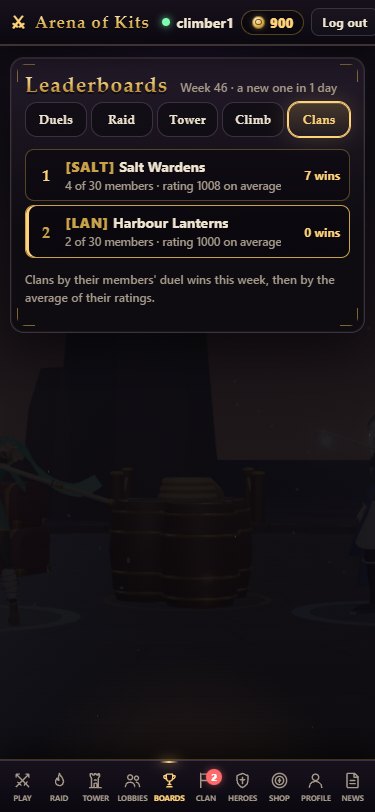 Arena of Kits climber1 900 Log out
Leaderboards Week 46 · a new one in 1 day
Duels Raid Tower Climb Clans
1 [SALT] Salt Wardens 7 wins
4 of 30 members · rating 1008 on average
2 [LAN] Harbour Lanterns 0 wins
2 of 30 members · rating 1000 on average
Clans by their members' duel wins this week, then by the
average of their ratings.
2
PLAY RAID TOWER LOBBIES BOARDS CLAN HEROES SHOP PROFILE NEWS